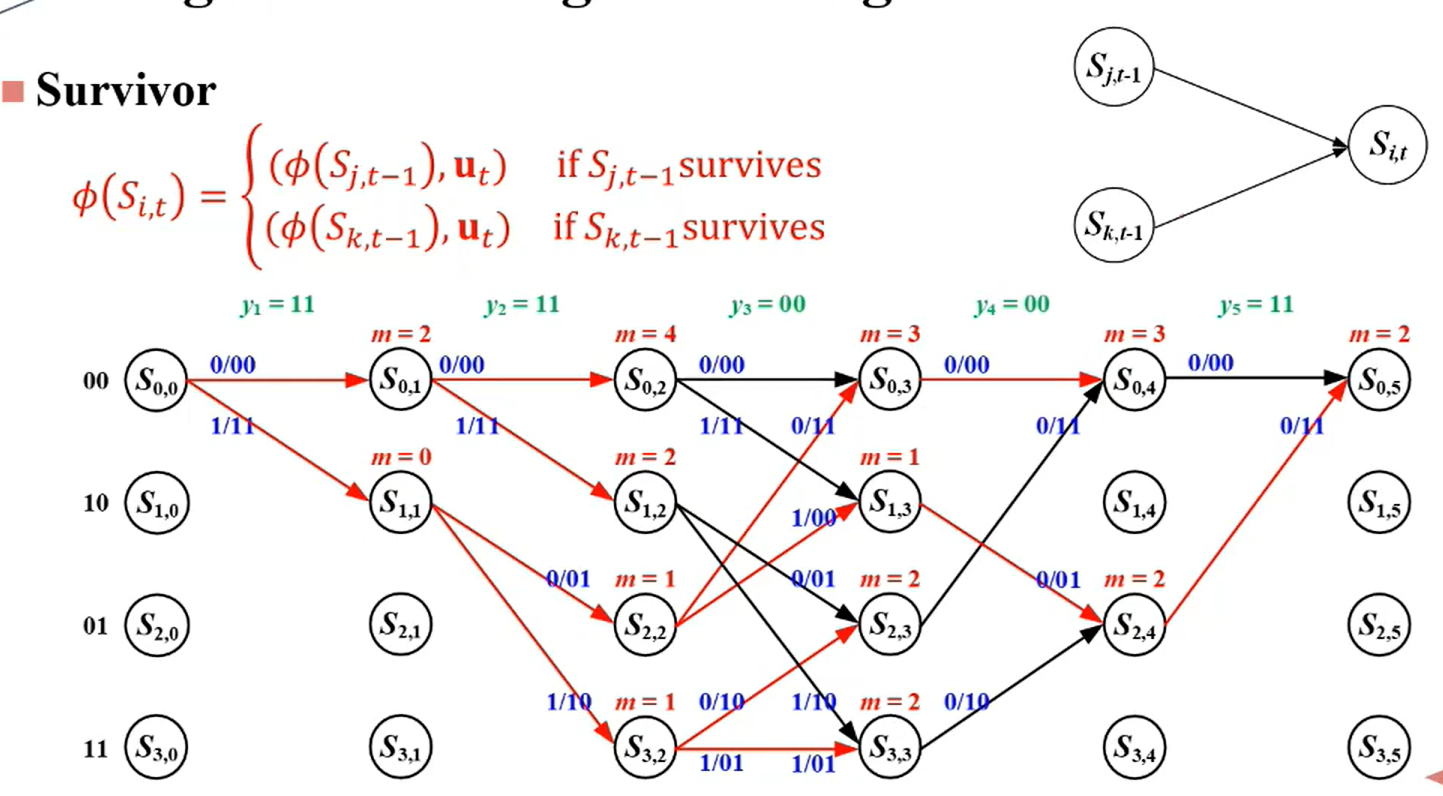 Survivor
S_{j,t-1}
S_{i,t}
S_{k,t-1}
ϕ(S_{i,t}) = { (ϕ(S_{j,t−1}), u_t) if S_{j,t−1} survives
(ϕ(S_{k,t−1}), u_t) if S_{k,t−1} survives
y₁ = 11 y₂ = 11 y₃ = 00 y₄ = 00 y₅ = 11
m = 2 m = 4 m = 3 m = 3 m = 2
0/00 0/00 0/00 0/00 0/00
00 S_{0,0} S_{0,1} S_{0,2} S_{0,3} S_{0,4} S_{0,5}
1/11 1/11 1/11 0/11 0/11 0/11
m = 0 m = 2 m = 1
10 S_{1,0} S_{1,1} S_{1,2} S_{1,3} S_{1,4} S_{1,5}
1/00
0/01 m = 1 0/01 m = 2 0/01 m = 2
01 S_{2,0} S_{2,1} S_{2,2} S_{2,3} S_{2,4} S_{2,5}
1/10 m = 1 0/10 1/10 m = 2 0/10
11 S_{3,0} S_{3,1} S_{3,2} S_{3,3} S_{3,4} S_{3,5}
1/01 1/01